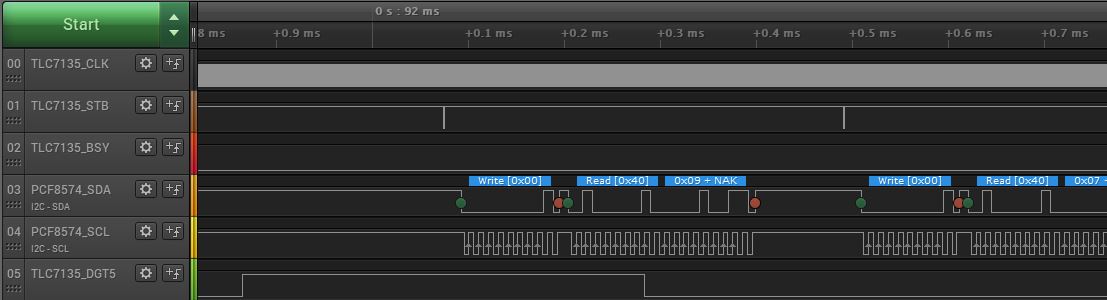 Start
0 s : 92 ms
8 ms +0.9 ms +0.1 ms +0.2 ms +0.3 ms +0.4 ms +0.5 ms +0.6 ms +0.7 ms
00 TLC7135_CLK
01 TLC7135_STB
02 TLC7135_BSY
Write [0x00] Read [0x40] 0x09 + NAK Write [0x00] Read [0x40] 0x07 +
03 PCF8574_SDA
I2C - SDA
04 PCF8574_SCL
I2C - SCL
05 TLC7135_DGT5